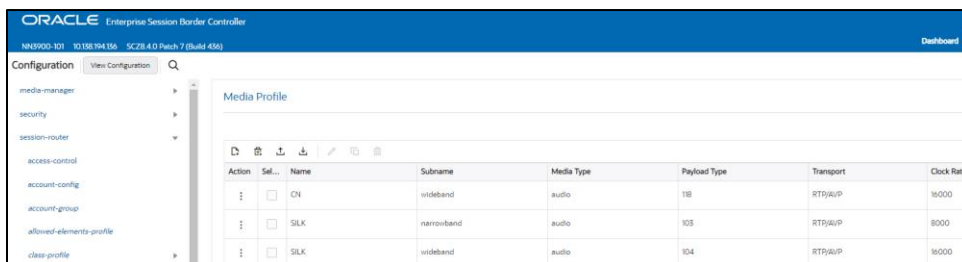 ORACLE Enterprise Session Border Controller
NN3900-101 10.138.194.136 SCZ8.4.0 Patch 7 (Build 436)
Dashboard
Configuration View Configuration
media-manager
security
session-router
access-control
account-config
account-group
allowed-elements-profile
class-profile
Media Profile
Action Sel... Name Subname Media Type Payload Type Transport Clock Rat
CN wideband audio 118 RTP/AVP 16000
SILK narrowband audio 103 RTP/AVP 8000
SILK wideband audio 104 RTP/AVP 16000